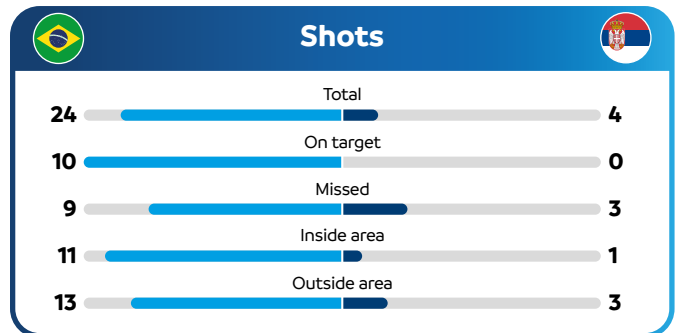 Shots
Total
24 4
On target
10 0
Missed
9 3
Inside area
11 1
Outside area
13 3